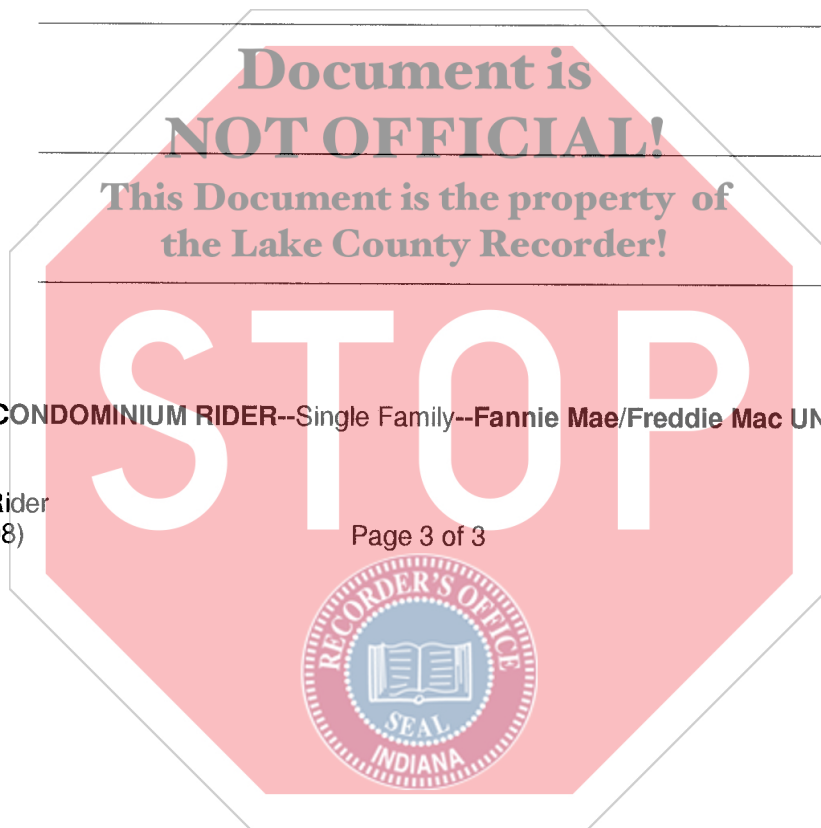 Document is
NOT OFFICIAL!
This Document is the property of
the Lake County Recorder!
STOP
CONDOMINIUM RIDER--Single Family--Fannie Mae/Freddie Mac UN
Rider
8)
Page 3 of 3
RECORDER'S OFFICE
SEAL
INDIANA